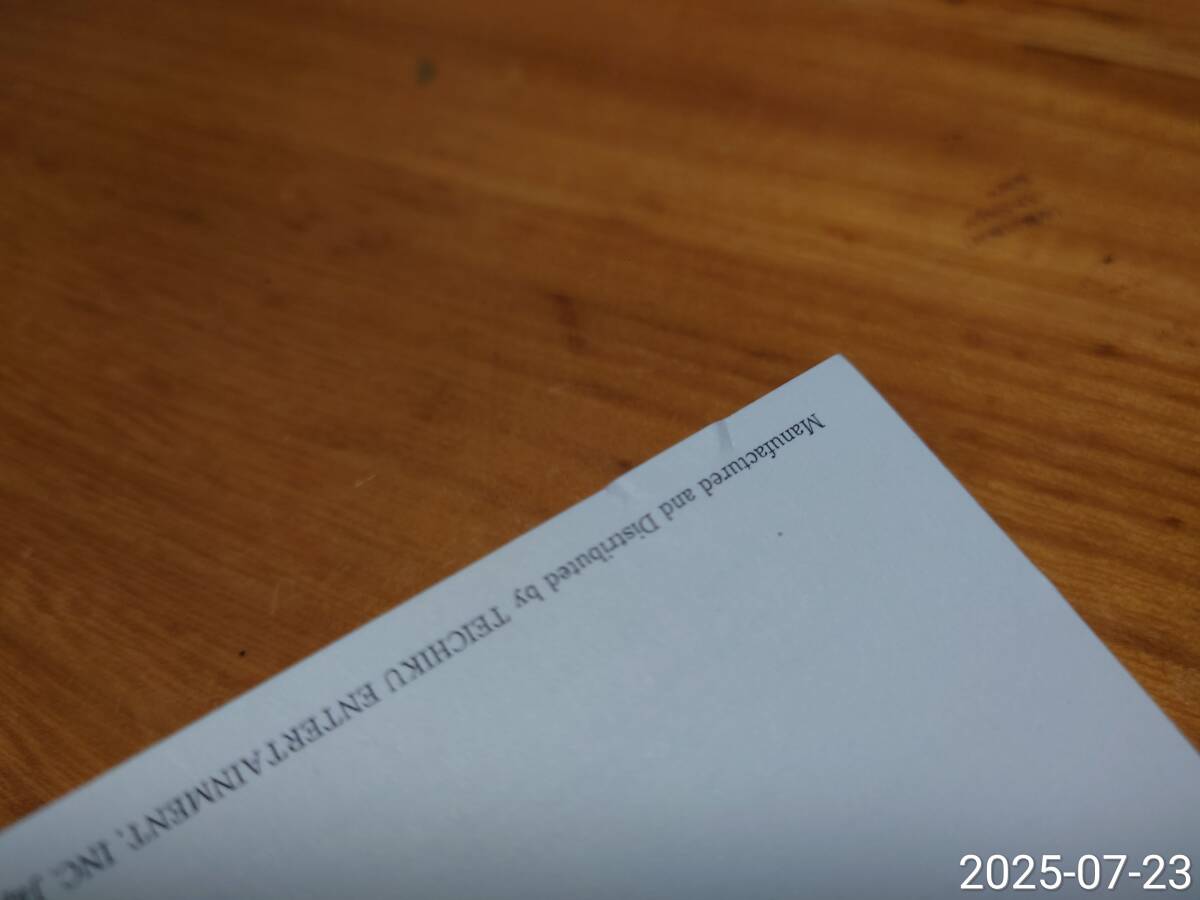 Manufactured and Distributed by TEICHIKU ENTERTAINMENT, INC.
2025-07-23